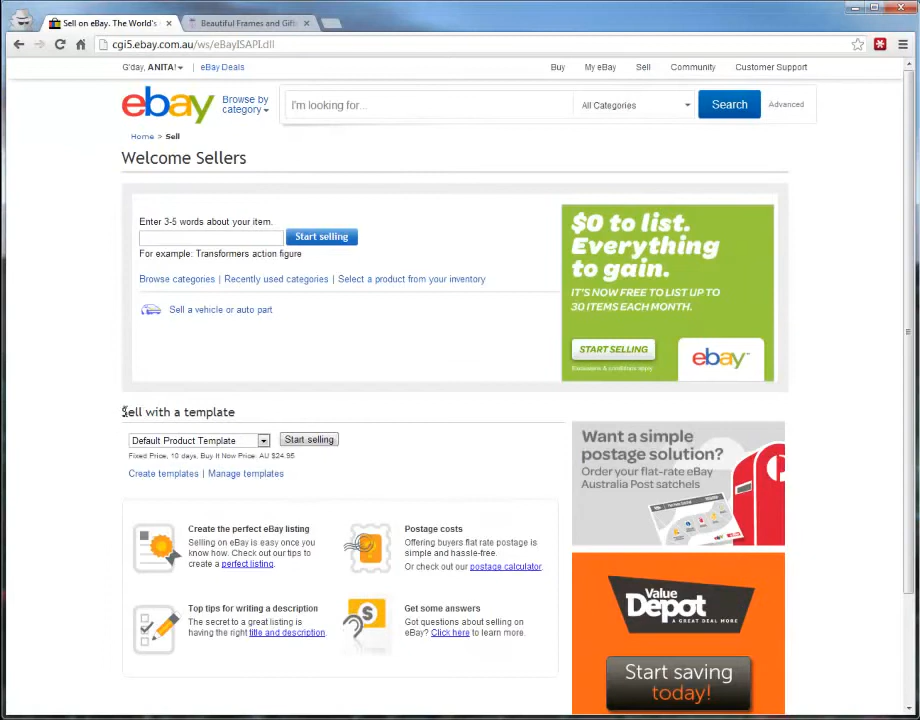 Sell on eBay. The World's
Beautiful Frames and Gifts
cgi5.ebay.com.au/ws/eBayISAPI.dll
G'day, ANITA!
eBay Deals
Buy
My eBay
Sell
Community
Customer Support
ebay
Browse by
category
I'm looking for...
All Categories
Search
Advanced
Home > Sell
Welcome Sellers
Enter 3-5 words about your item.
Start selling
For example: Transformers action figure
Browse categories | Recently used categories | Select a product from your inventory
Sell a vehicle or auto part
$0 to list.
Everything
to gain.
IT'S NOW FREE TO LIST UP TO
30 ITEMS EACH MONTH.
START SELLING
Exclusions & conditions apply
ebay™
Sell with a template
Default Product Template
Start selling
Fixed Price, 10 days, Buy It Now Price: AU $24.95
Create templates | Manage templates
Want a simple
postage solution?
Order your flat-rate eBay
Australia Post satchels
Create the perfect eBay listing
Selling on eBay is easy once you
know how. Check out our tips to
create a perfect listing.
Postage costs
Offering buyers flat rate postage is
simple and hassle-free.
Or check out our postage calculator.
Top tips for writing a description
The secret to a great listing is
having the right title and description.
Get some answers
Got questions about selling on
eBay? Click here to learn more.
Value
Depot
A GREAT DEAL MORE
Start saving
today!